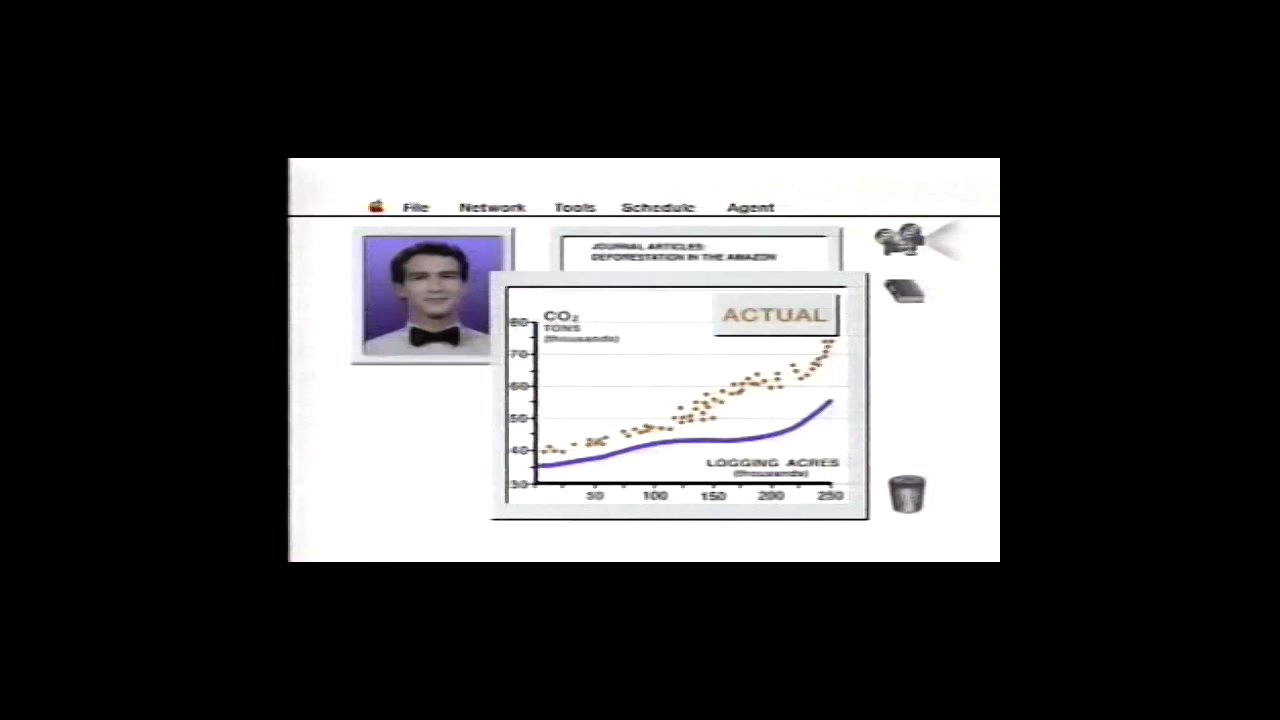 File Network Tools Schedule Agent
JOURNAL ARTICLES:
DEFORESTATION IN THE AMAZON
ACTUAL
CO₂
TONS
(thousands)
80
70
60
50
40
30
LOGGING ACRES
(thousands)
50 100 150 200 250